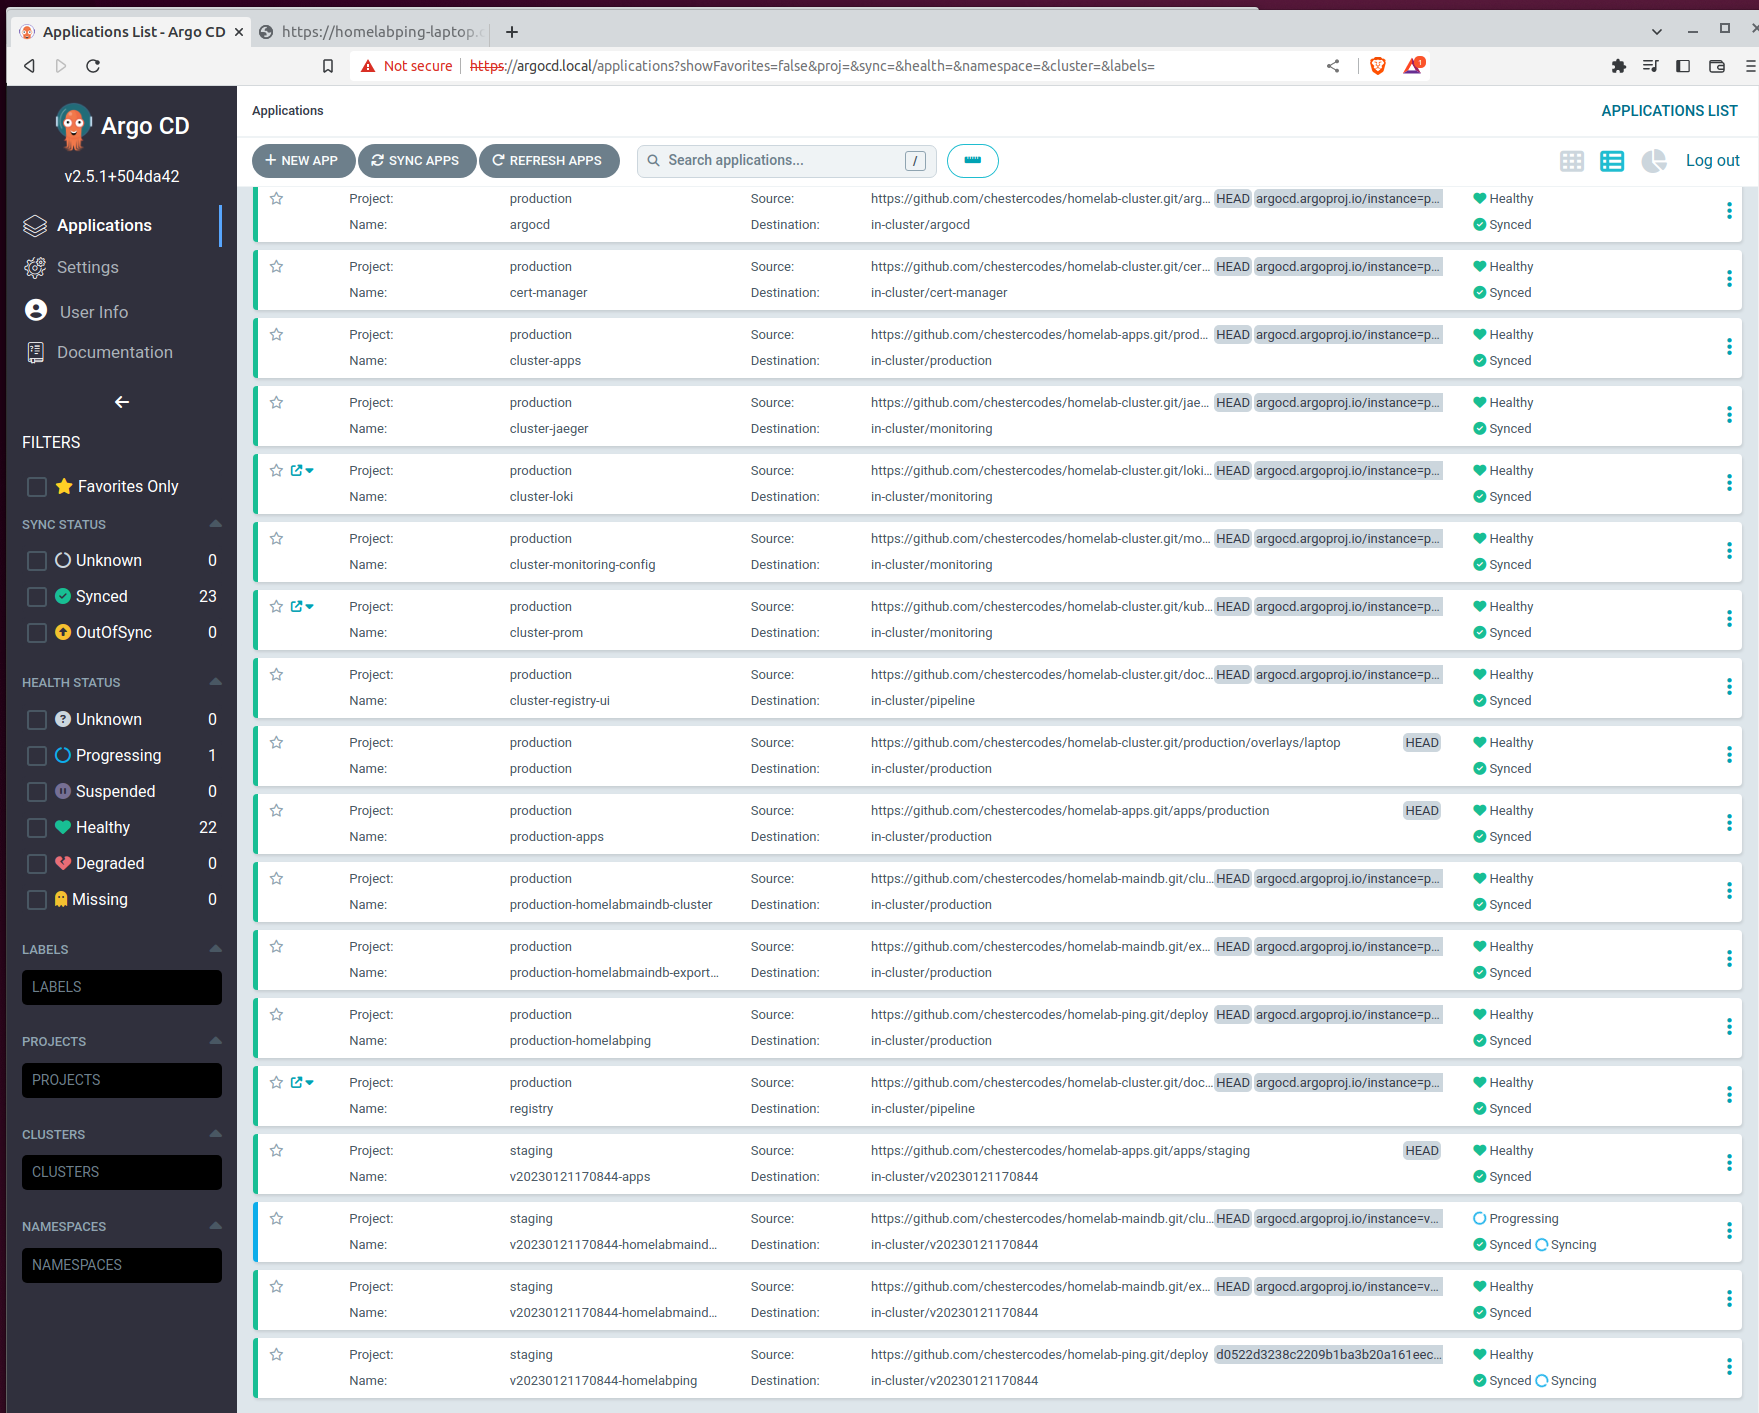 Applications List - Argo CD
https://homelabping-laptop.
Not secure
https://argocd.local/applications?showFavorites=false&proj=&sync=&health=&namespace=&cluster=&labels=
1
Argo CD
v2.5.1+504da42
Applications
Settings
User Info
Documentation
FILTERS
Favorites Only
SYNC STATUS
Unknown 0
Synced 23
OutOfSync 0
HEALTH STATUS
Unknown 0
Progressing 1
Suspended 0
Healthy 22
Degraded 0
Missing 0
LABELS
LABELS
PROJECTS
PROJECTS
CLUSTERS
CLUSTERS
NAMESPACES
NAMESPACES
Applications
APPLICATIONS LIST
NEW APP SYNC APPS REFRESH APPS Search applications... / Log out
Project: production Source: https://github.com/chestercodes/homelab-cluster.git/arg... HEAD argocd.argoproj.io/instance=p... Healthy
Name: argocd Destination: in-cluster/argocd Synced
Project: production Source: https://github.com/chestercodes/homelab-cluster.git/cer... HEAD argocd.argoproj.io/instance=p... Healthy
Name: cert-manager Destination: in-cluster/cert-manager Synced
Project: production Source: https://github.com/chestercodes/homelab-apps.git/prod... HEAD argocd.argoproj.io/instance=p... Healthy
Name: cluster-apps Destination: in-cluster/production Synced
Project: production Source: https://github.com/chestercodes/homelab-cluster.git/jae... HEAD argocd.argoproj.io/instance=p... Healthy
Name: cluster-jaeger Destination: in-cluster/monitoring Synced
Project: production Source: https://github.com/chestercodes/homelab-cluster.git/loki... HEAD argocd.argoproj.io/instance=p... Healthy
Name: cluster-loki Destination: in-cluster/monitoring Synced
Project: production Source: https://github.com/chestercodes/homelab-cluster.git/mo... HEAD argocd.argoproj.io/instance=p... Healthy
Name: cluster-monitoring-config Destination: in-cluster/monitoring Synced
Project: production Source: https://github.com/chestercodes/homelab-cluster.git/kub... HEAD argocd.argoproj.io/instance=p... Healthy
Name: cluster-prom Destination: in-cluster/monitoring Synced
Project: production Source: https://github.com/chestercodes/homelab-cluster.git/doc... HEAD argocd.argoproj.io/instance=p... Healthy
Name: cluster-registry-ui Destination: in-cluster/pipeline Synced
Project: production Source: https://github.com/chestercodes/homelab-cluster.git/production/overlays/laptop HEAD Healthy
Name: production Destination: in-cluster/production Synced
Project: production Source: https://github.com/chestercodes/homelab-apps.git/apps/production HEAD Healthy
Name: production-apps Destination: in-cluster/production Synced
Project: production Source: https://github.com/chestercodes/homelab-maindb.git/clu... HEAD argocd.argoproj.io/instance=p... Healthy
Name: production-homelabmaindb-cluster Destination: in-cluster/production Synced
Project: production Source: https://github.com/chestercodes/homelab-maindb.git/ex... HEAD argocd.argoproj.io/instance=p... Healthy
Name: production-homelabmaindb-export... Destination: in-cluster/production Synced
Project: production Source: https://github.com/chestercodes/homelab-ping.git/deploy HEAD argocd.argoproj.io/instance=p... Healthy
Name: production-homelabping Destination: in-cluster/production Synced
Project: production Source: https://github.com/chestercodes/homelab-cluster.git/doc... HEAD argocd.argoproj.io/instance=p... Healthy
Name: registry Destination: in-cluster/pipeline Synced
Project: staging Source: https://github.com/chestercodes/homelab-apps.git/apps/staging HEAD Healthy
Name: v20230121170844-apps Destination: in-cluster/v20230121170844 Synced
Project: staging Source: https://github.com/chestercodes/homelab-maindb.git/clu... HEAD argocd.argoproj.io/instance=v... Progressing
Name: v20230121170844-homelabmaind... Destination: in-cluster/v20230121170844 Synced Syncing
Project: staging Source: https://github.com/chestercodes/homelab-maindb.git/ex... HEAD argocd.argoproj.io/instance=v... Healthy
Name: v20230121170844-homelabmaind... Destination: in-cluster/v20230121170844 Synced
Project: staging Source: https://github.com/chestercodes/homelab-ping.git/deploy d0522d3238c2209b1ba3b20a161eec... Healthy
Name: v20230121170844-homelabping Destination: in-cluster/v20230121170844 Synced Syncing